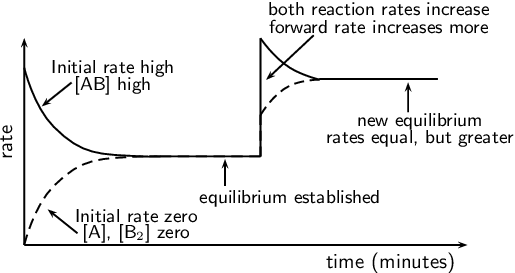 both reaction rates increase
forward rate increases more
Initial rate high
[AB] high
rate
new equilibrium
rates equal, but greater
equilibrium established
Initial rate zero
[A], [B₂] zero
time (minutes)